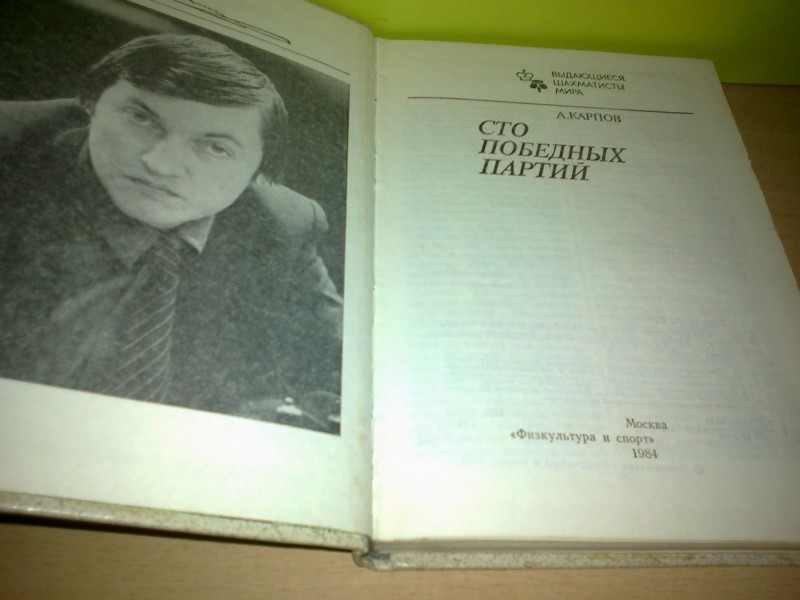 ВЫДАЮЩИЕСЯ
ШАХМАТИСТЫ
МИРА
А.КАРПОВ
СТО
ПОБЕДНЫХ
ПАРТИЙ
Москва
«Физкультура и спорт»
1984